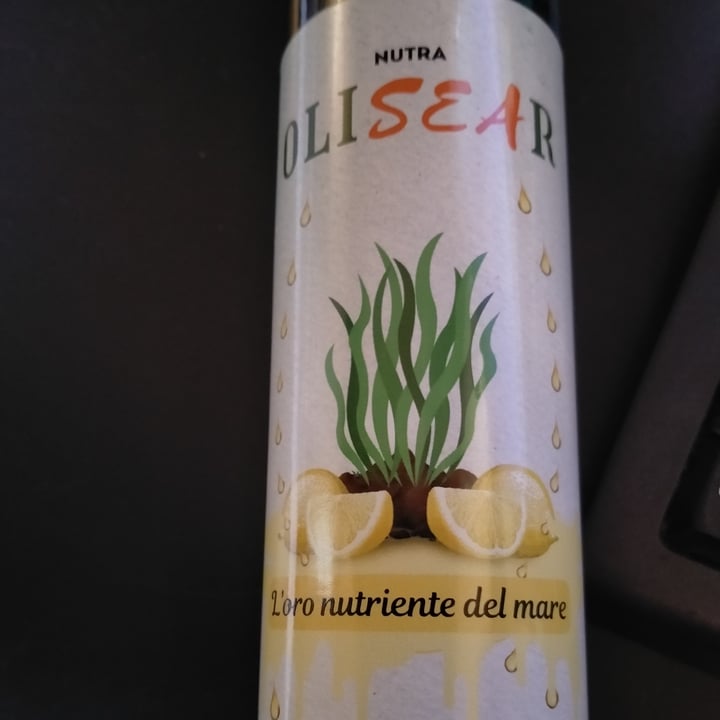 NUTRA
OLISEAR
L'oro nutriente del mare